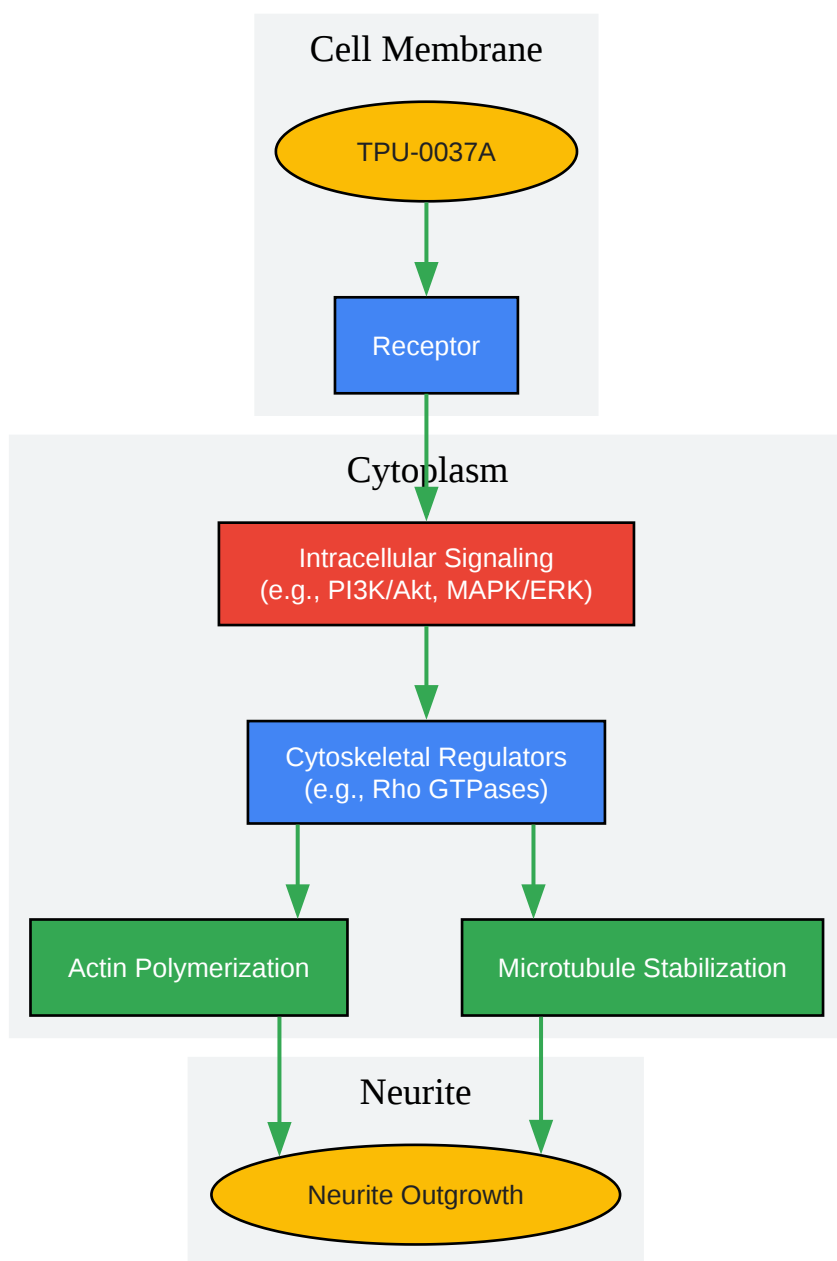 Cell Membrane
TPU-0037A
Receptor
Cytoplasm
Intracellular Signaling
(e.g., PI3K/Akt, MAPK/ERK)
Cytoskeletal Regulators
(e.g., Rho GTPases)
Actin Polymerization
Microtubule Stabilization
Neurite
Neurite Outgrowth